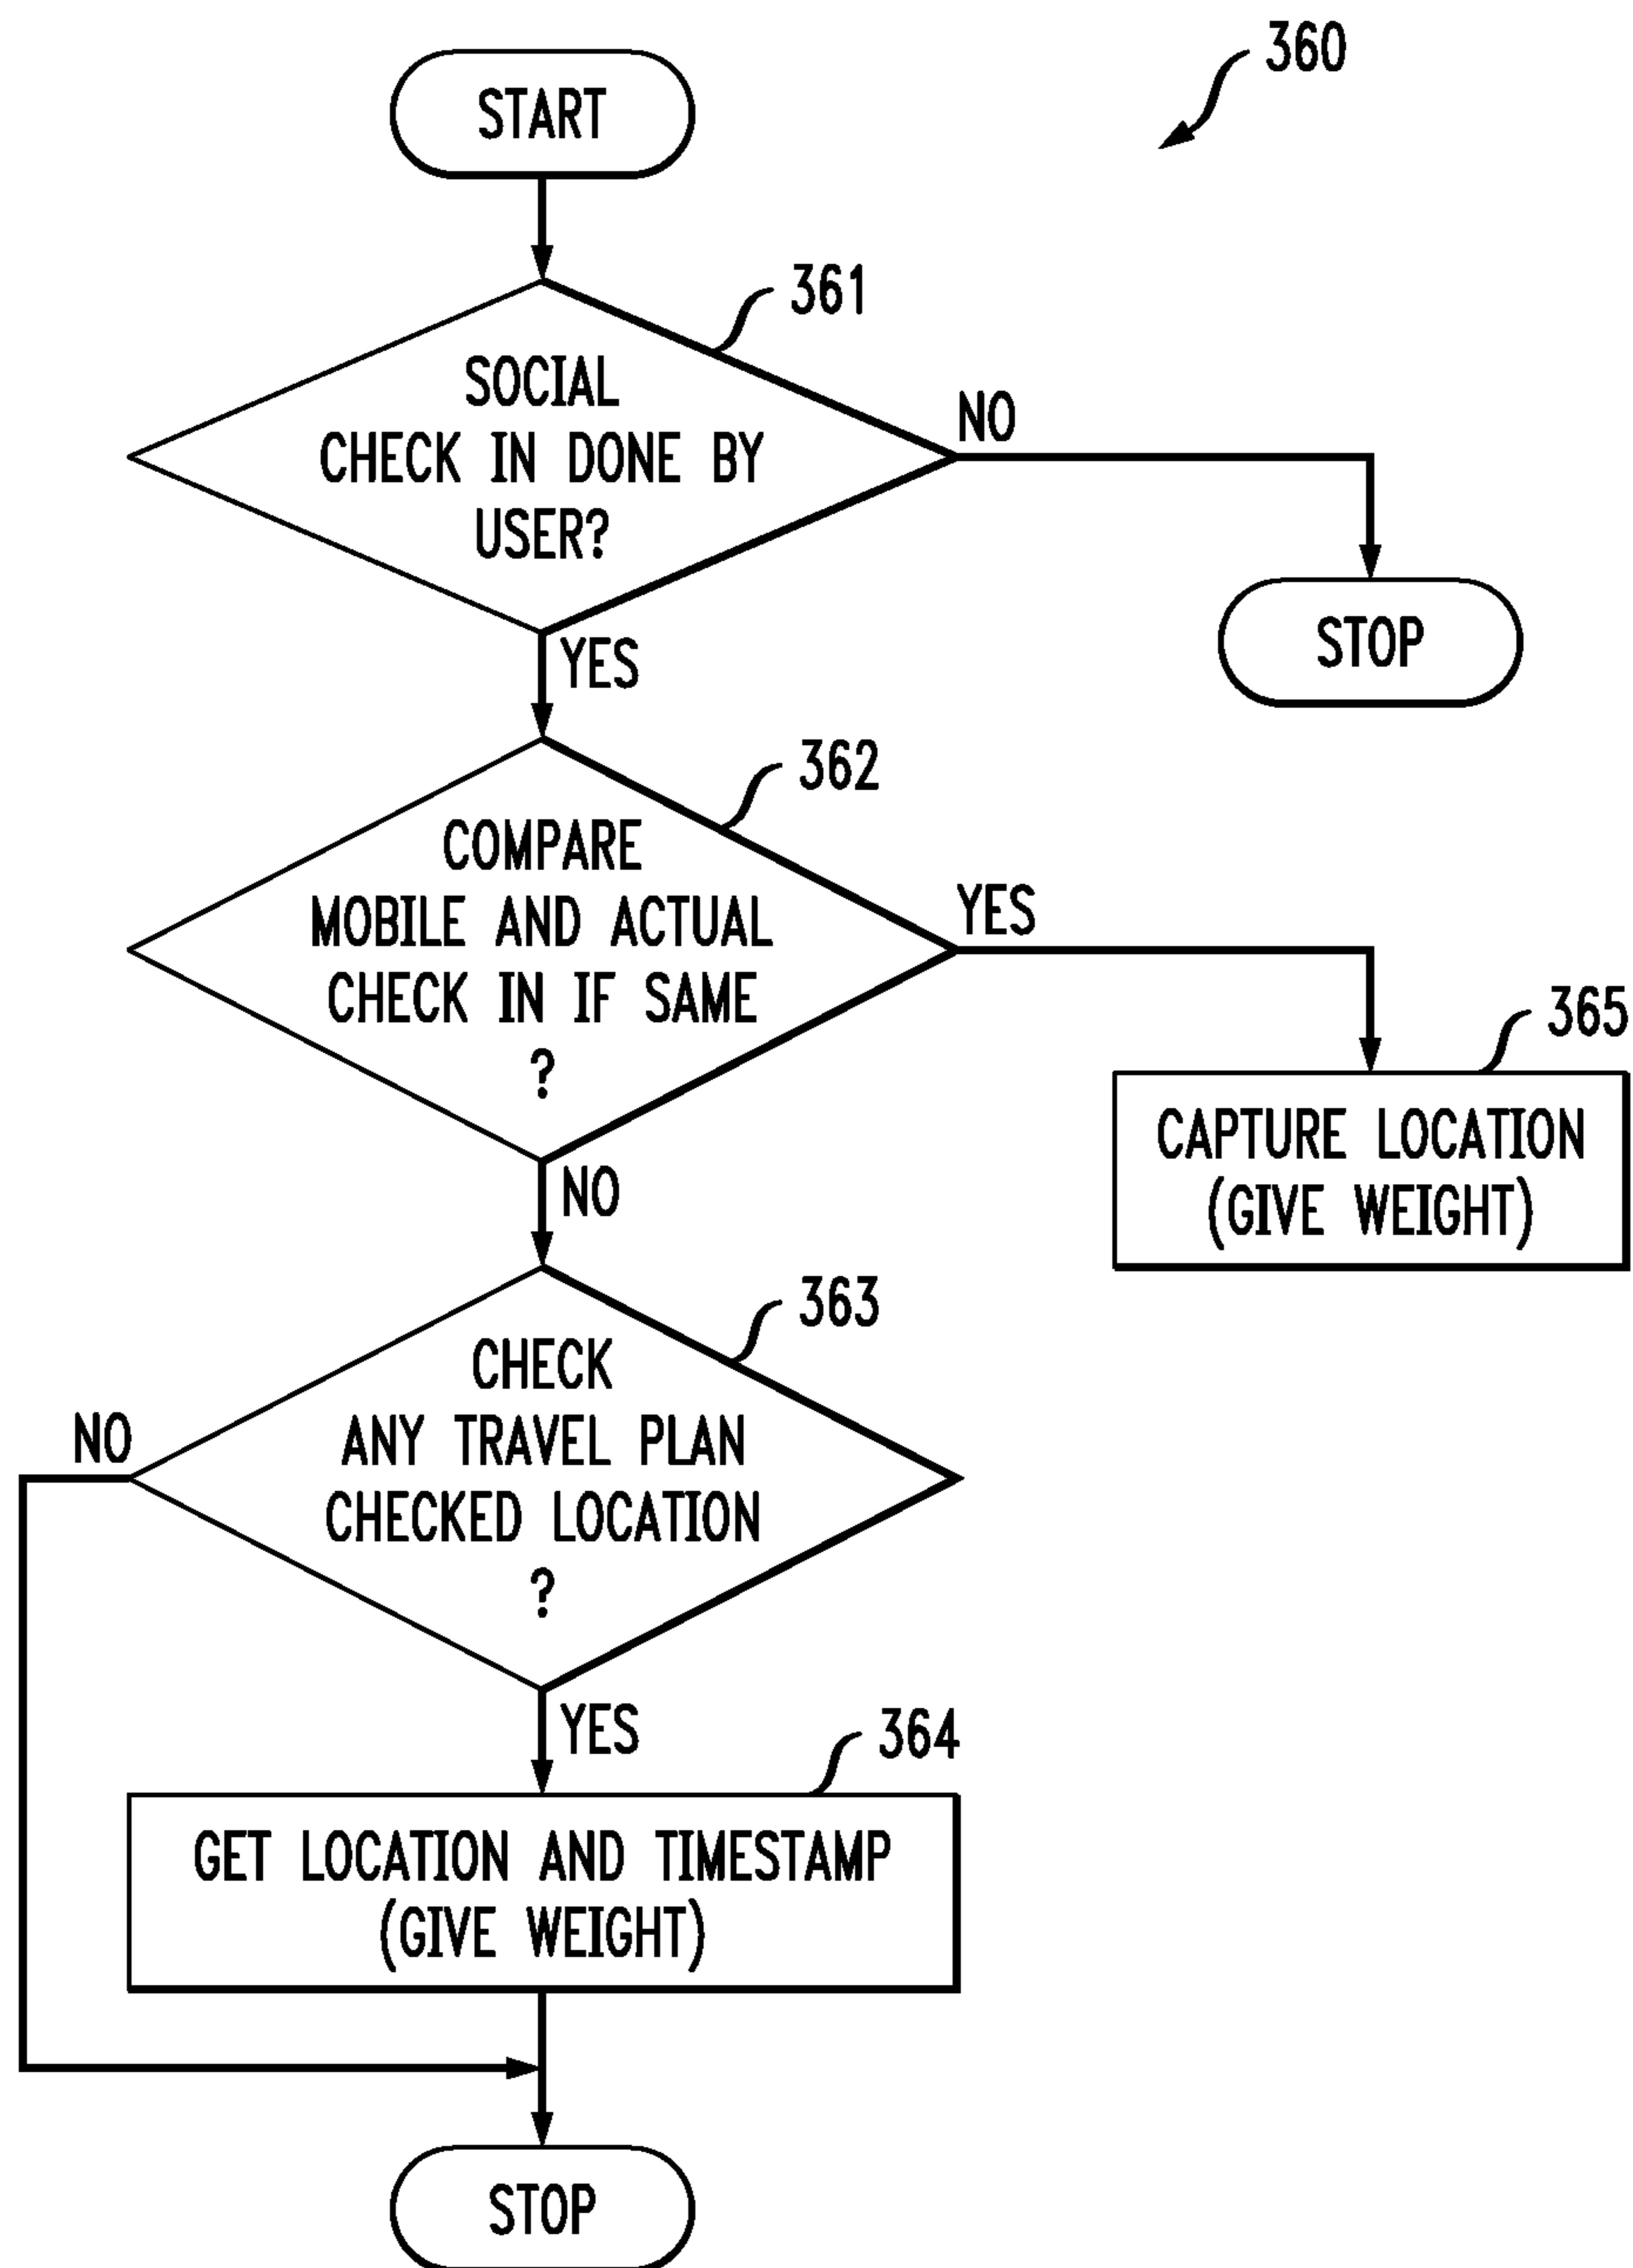 360
START
361
SOCIAL
CHECK IN DONE BY
USER?
NO
STOP
YES
362
COMPARE
MOBILE AND ACTUAL
CHECK IN IF SAME
?
YES
365
CAPTURE LOCATION
(GIVE WEIGHT)
NO
363
CHECK
ANY TRAVEL PLAN
CHECKED LOCATION
?
NO
YES
364
GET LOCATION AND TIMESTAMP
(GIVE WEIGHT)
STOP